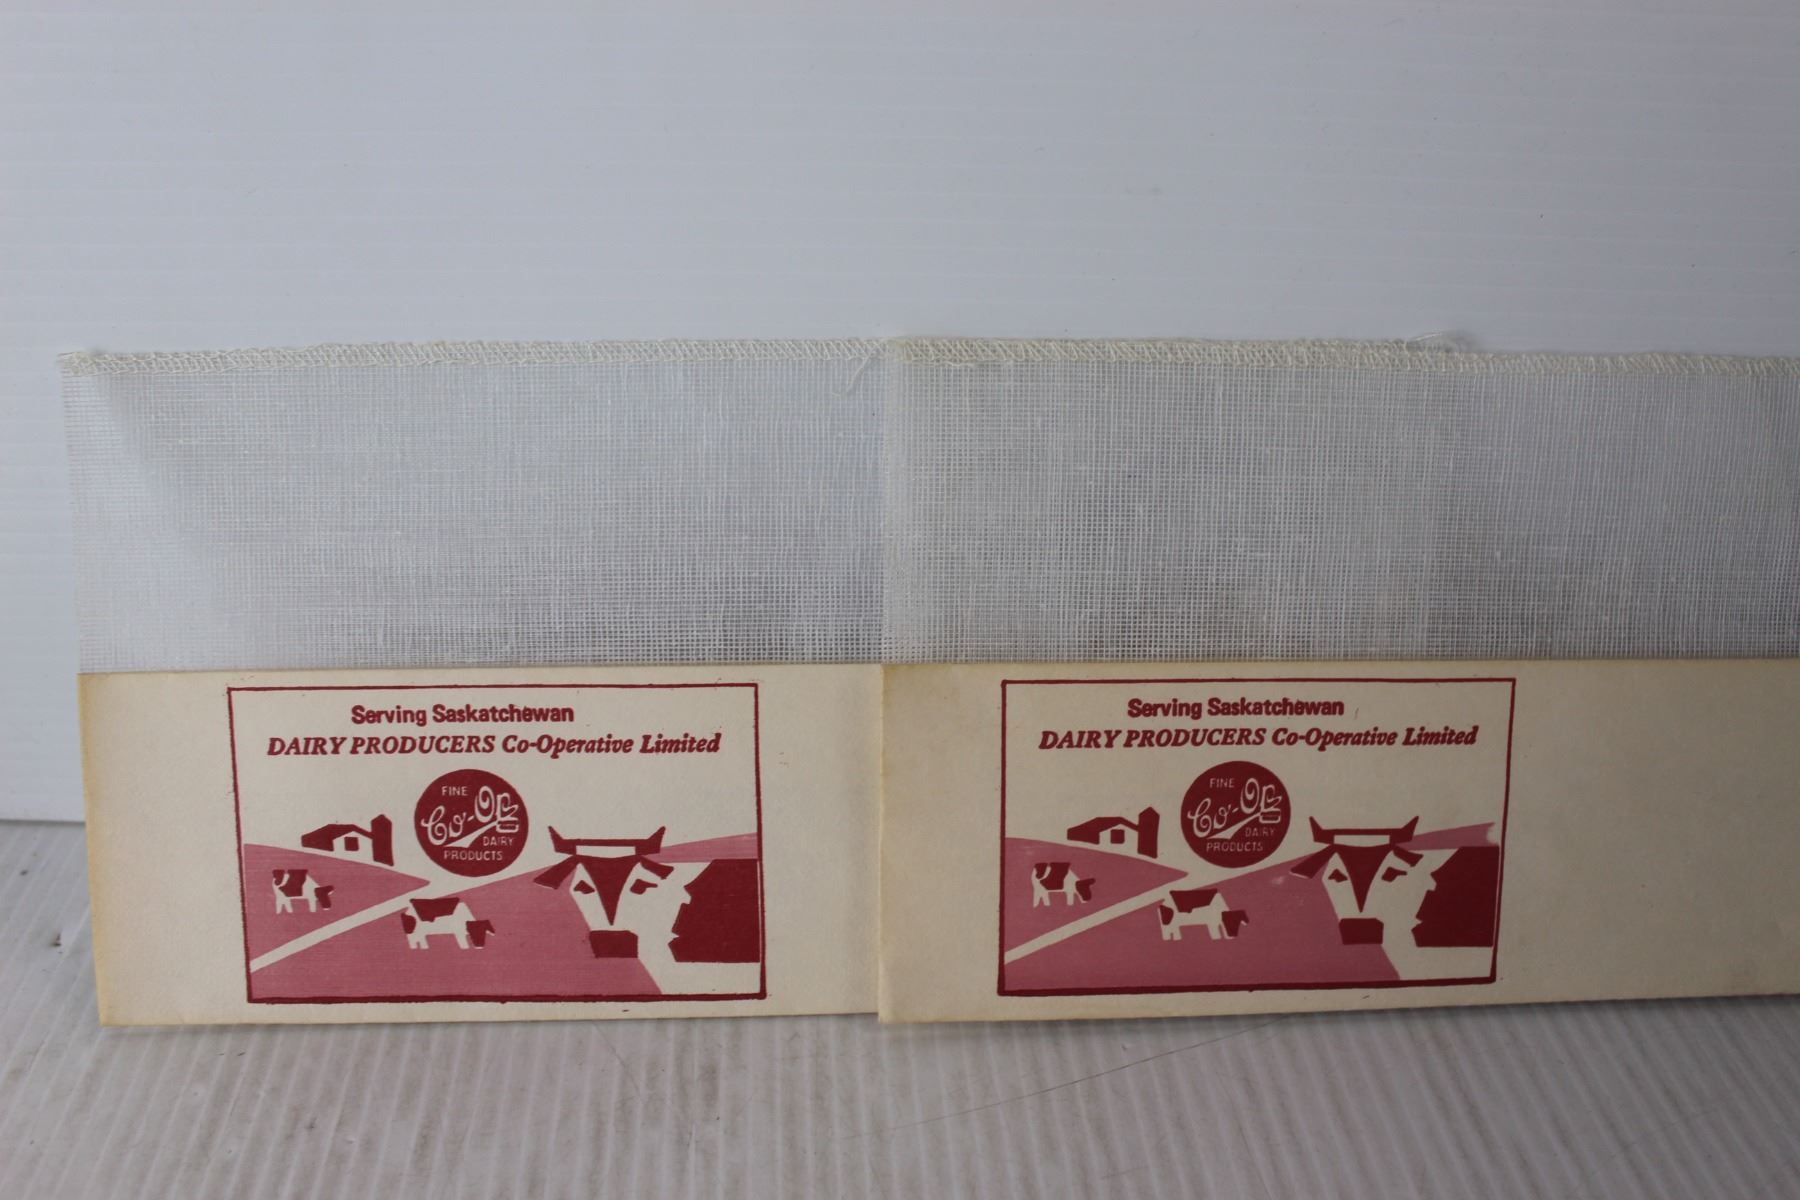 Serving Saskatchewan
DAIRY PRODUCERS Co-Operative Limited
FINE
Co-Op
DAIRY
PRODUCTS
Serving Saskatchewan
DAIRY PRODUCERS Co-Operative Limited
FINE
Co-Op
DAIRY
PRODUCTS